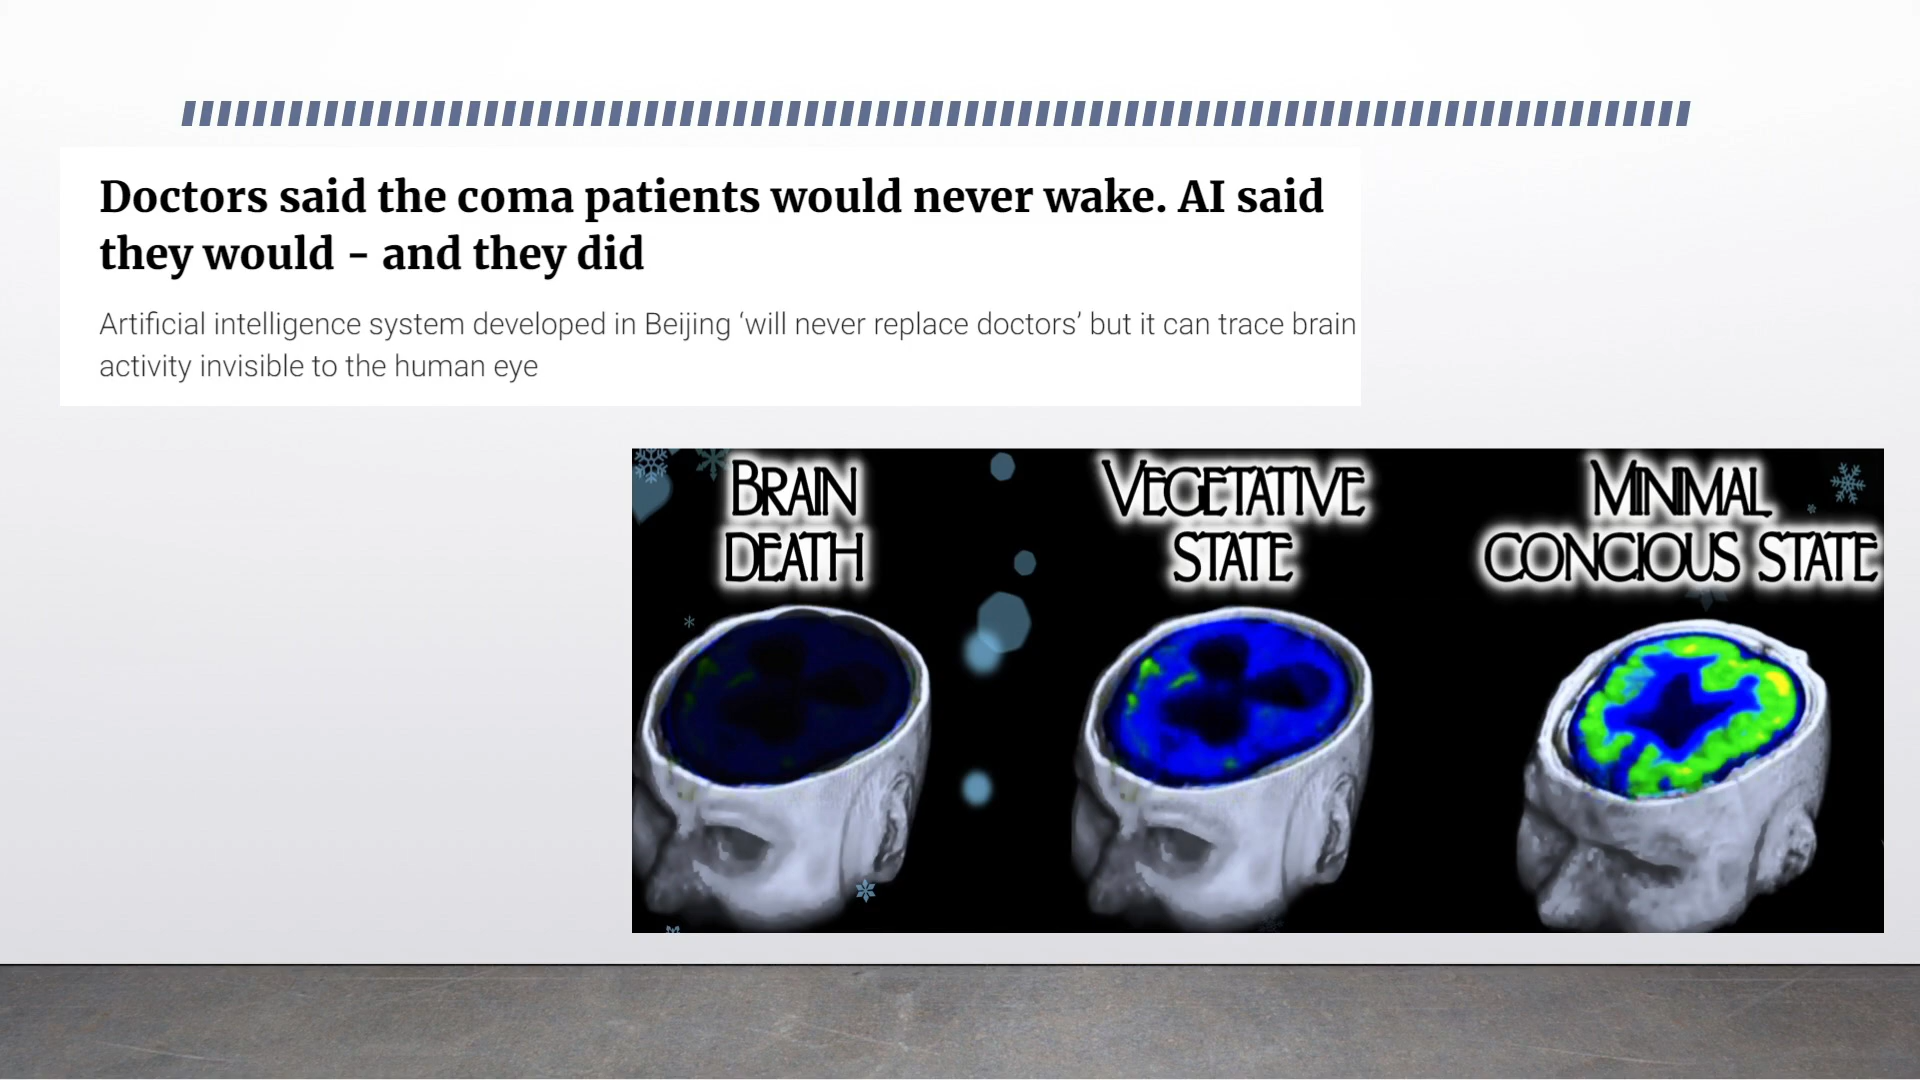 Doctors said the coma patients would never wake. AI said
they would - and they did
Artificial intelligence system developed in Beijing ‘will never replace doctors’ but it can trace brain
activity invisible to the human eye
BRAIN
DEATH
VEGETATIVE
STATE
MINIMAL
CONCIOUS STATE